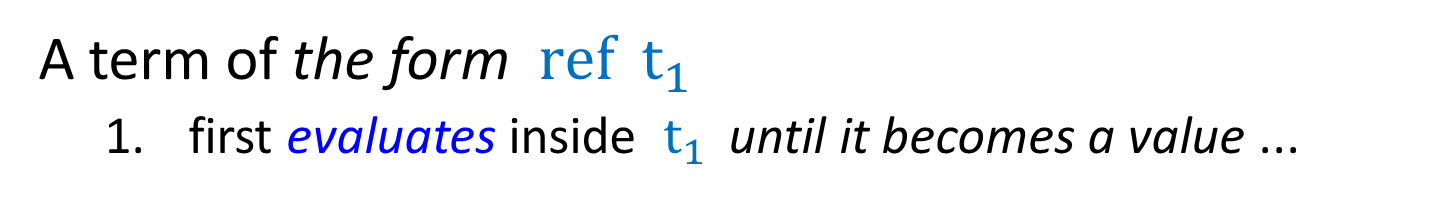 A term of the form ref t₁
1. first evaluates inside t₁ until it becomes a value ...